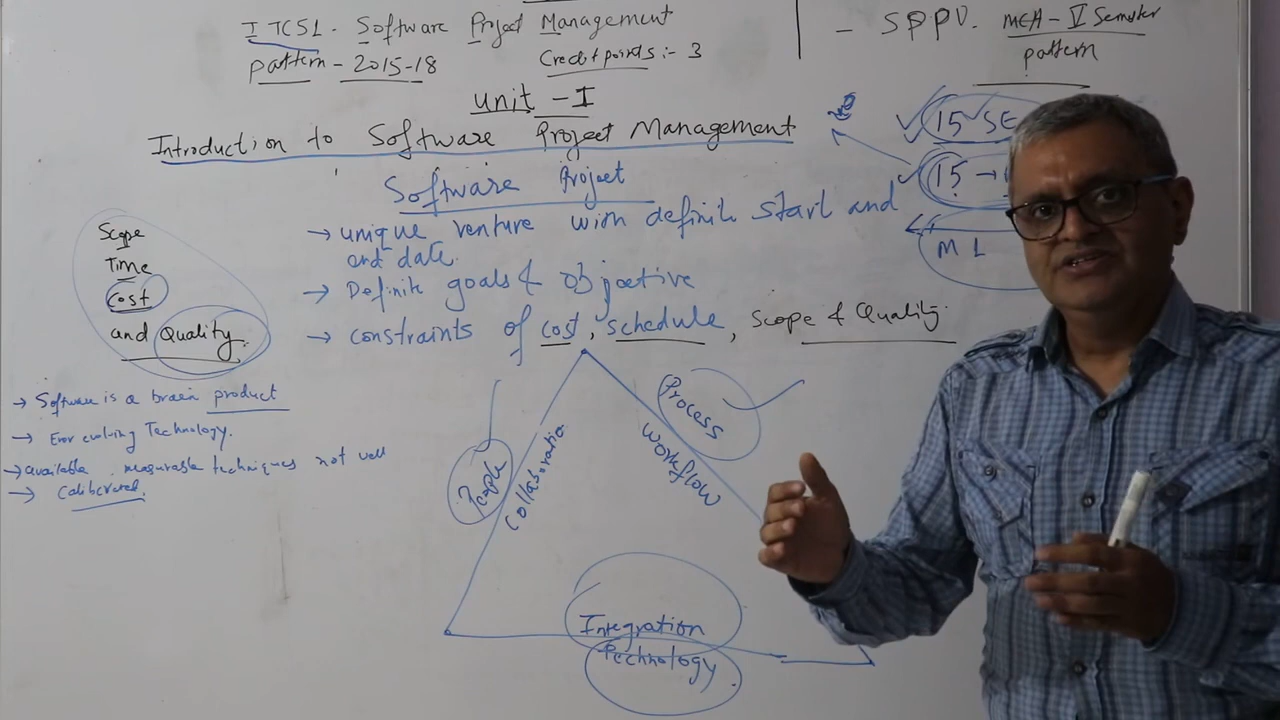 ITC51. Software Project Management
pattern - 2015-18
Credit points :- 3
- SPPU. MCA - V Semester
pattern
unit - I
Introduction to Software Project Management
15 SE
15 →
ML
Software Project
→ unique venture with definite start and
end date.
→ Definite goals & objective
→ constraints of cost, schedule, Scope & Quality.
Scope
Time
Cost
and Quality.
→ Software is a brain product
→ Ever evolving Technology.
→ available measurable techniques not well
→ Caliberated.
People
Collaboratio
Process
Workflow
Integration
Technology